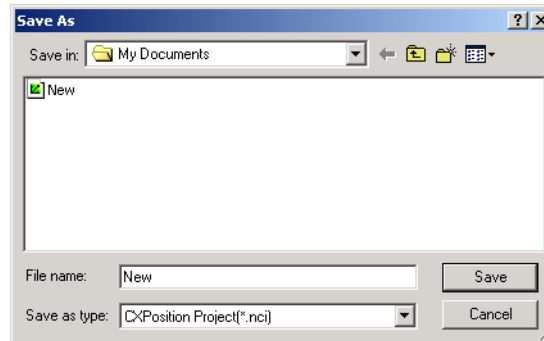 Save As
Save in: My Documents
New
File name: New
Save
Save as type: CXPosition Project(*.nci)
Cancel